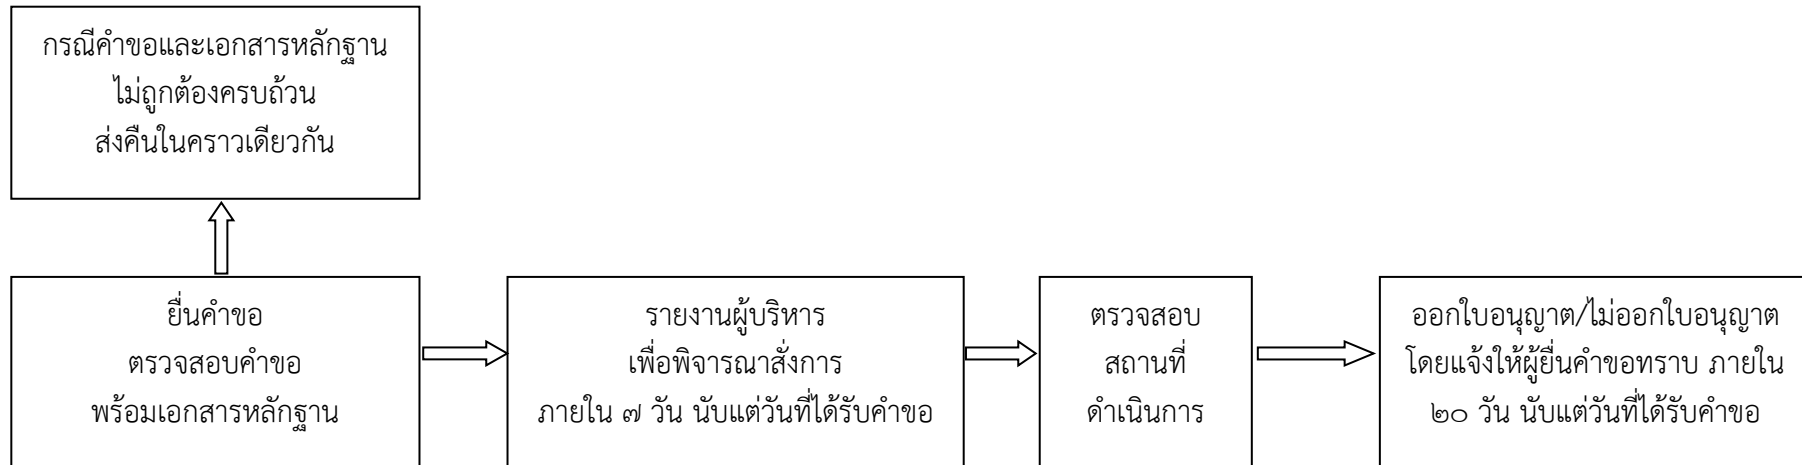 กรณีคำขอและเอกสารหลักฐาน
ไม่ถูกต้องครบถ้วน
ส่งคืนในคราวเดียวกัน
ยื่นคำขอ
ตรวจสอบคำขอ
พร้อมเอกสารหลักฐาน
รายงานผู้บริหาร
เพื่อพิจารณาสั่งการ
ภายใน ๗ วัน นับแต่วันที่ได้รับคำขอ
ตรวจสอบ
สถานที่
ดำเนินการ
ออกใบอนุญาต/ไม่ออกใบอนุญาต
โดยแจ้งให้ผู้ยื่นคำขอทราบ ภายใน
๒๐ วัน นับแต่วันที่ได้รับคำขอ